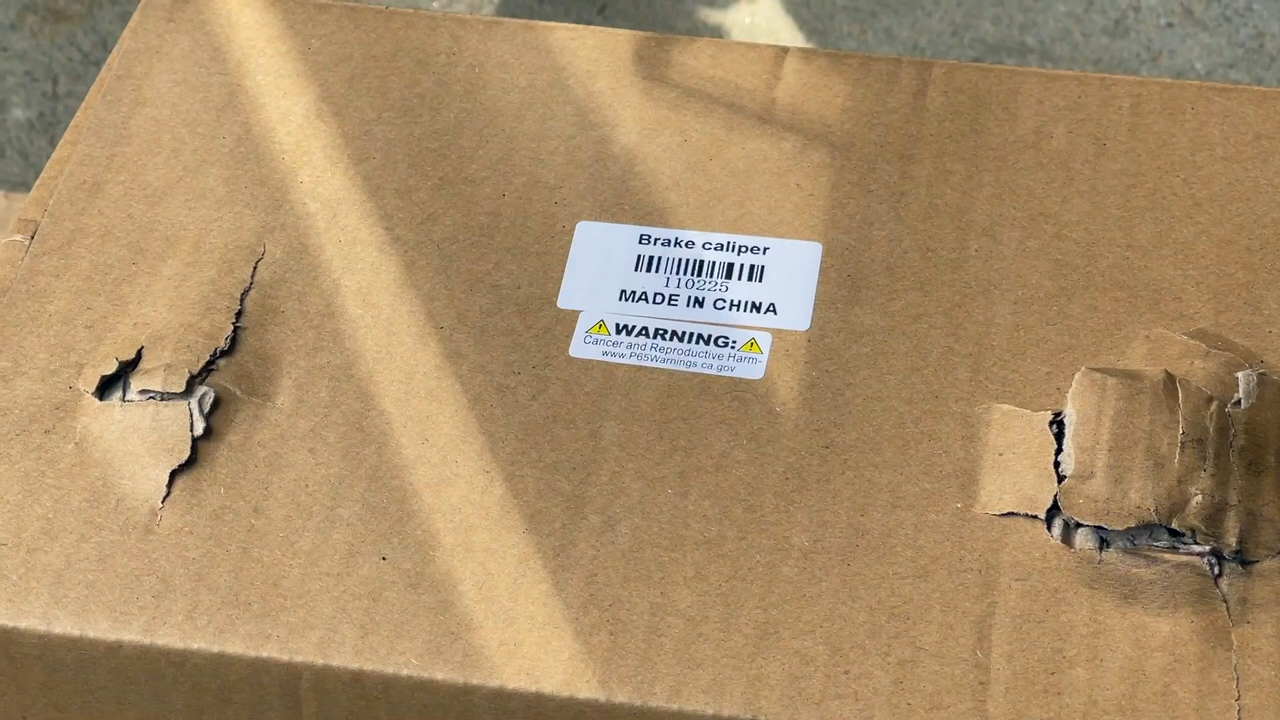 Brake caliper
110225
MADE IN CHINA
WARNING:
Cancer and Reproductive Harm-
www.P65Warnings ca.gov